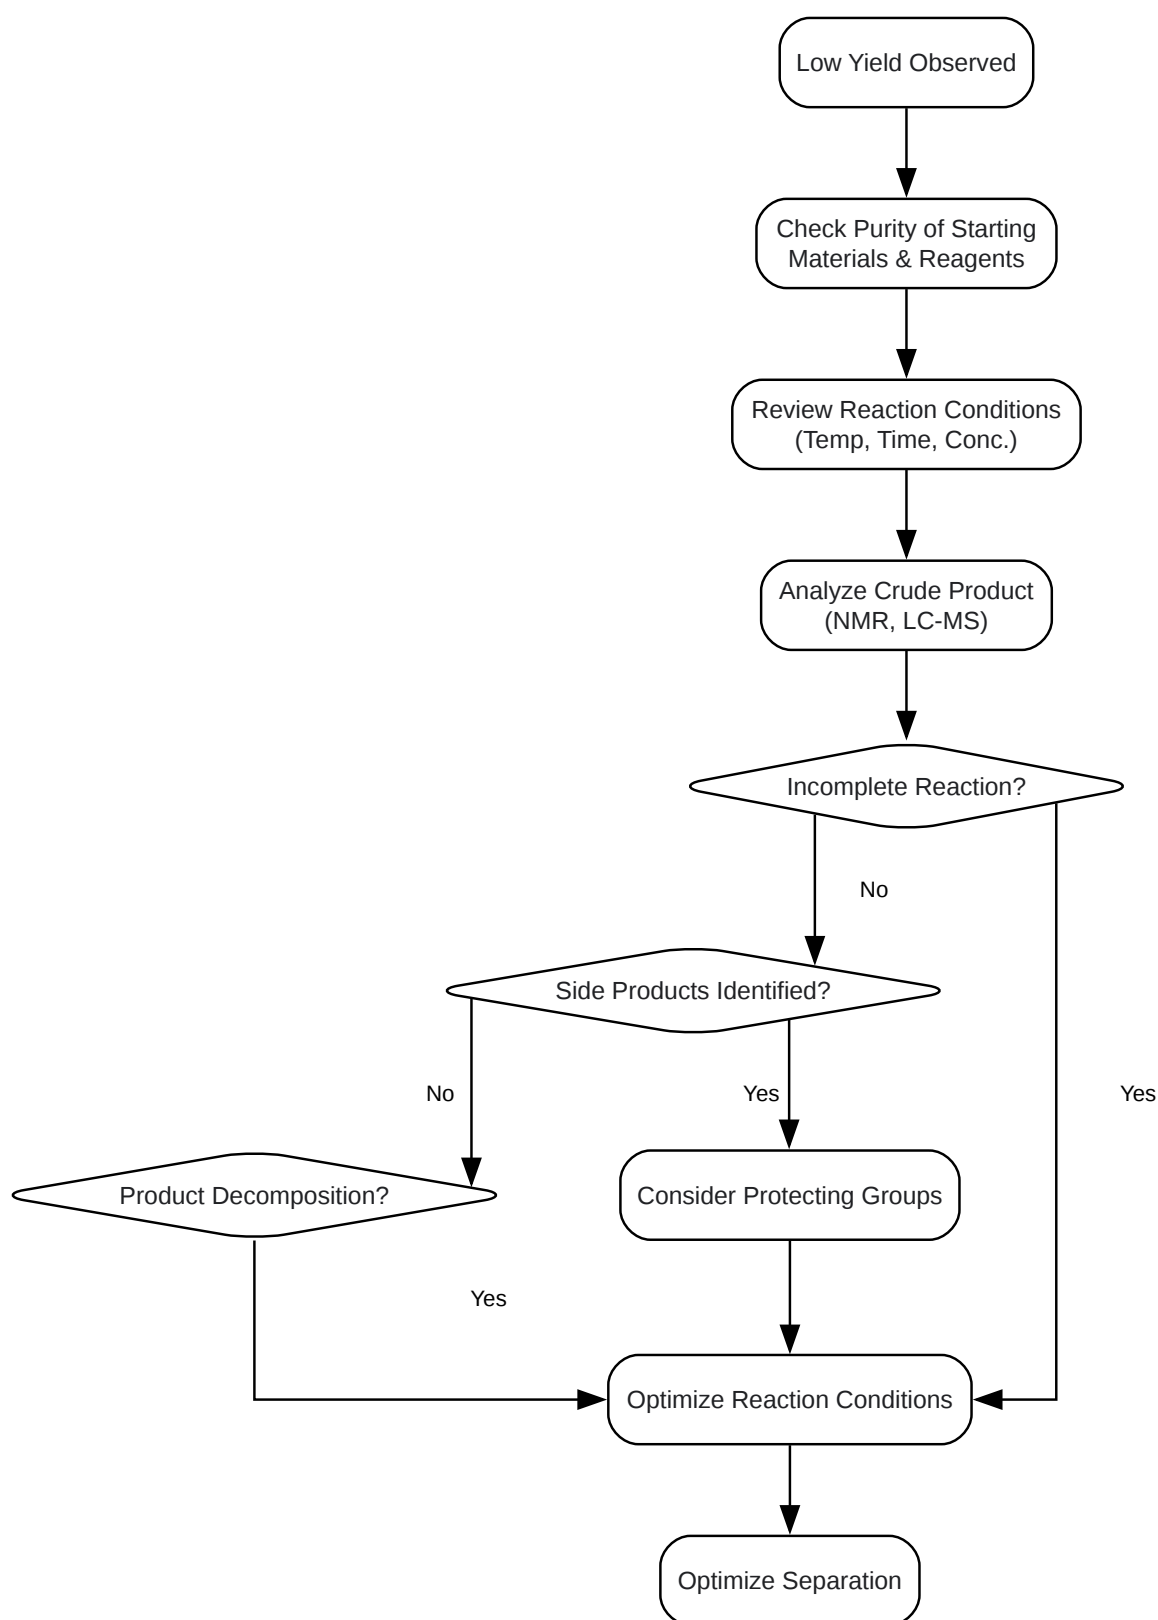 Low Yield Observed
Check Purity of Starting
Materials & Reagents
Review Reaction Conditions
(Temp, Time, Conc.)
Analyze Crude Product
(NMR, LC-MS)
Incomplete Reaction?
No
Side Products Identified?
No
Yes
Yes
Product Decomposition?
Consider Protecting Groups
Yes
Optimize Reaction Conditions
Optimize Separation